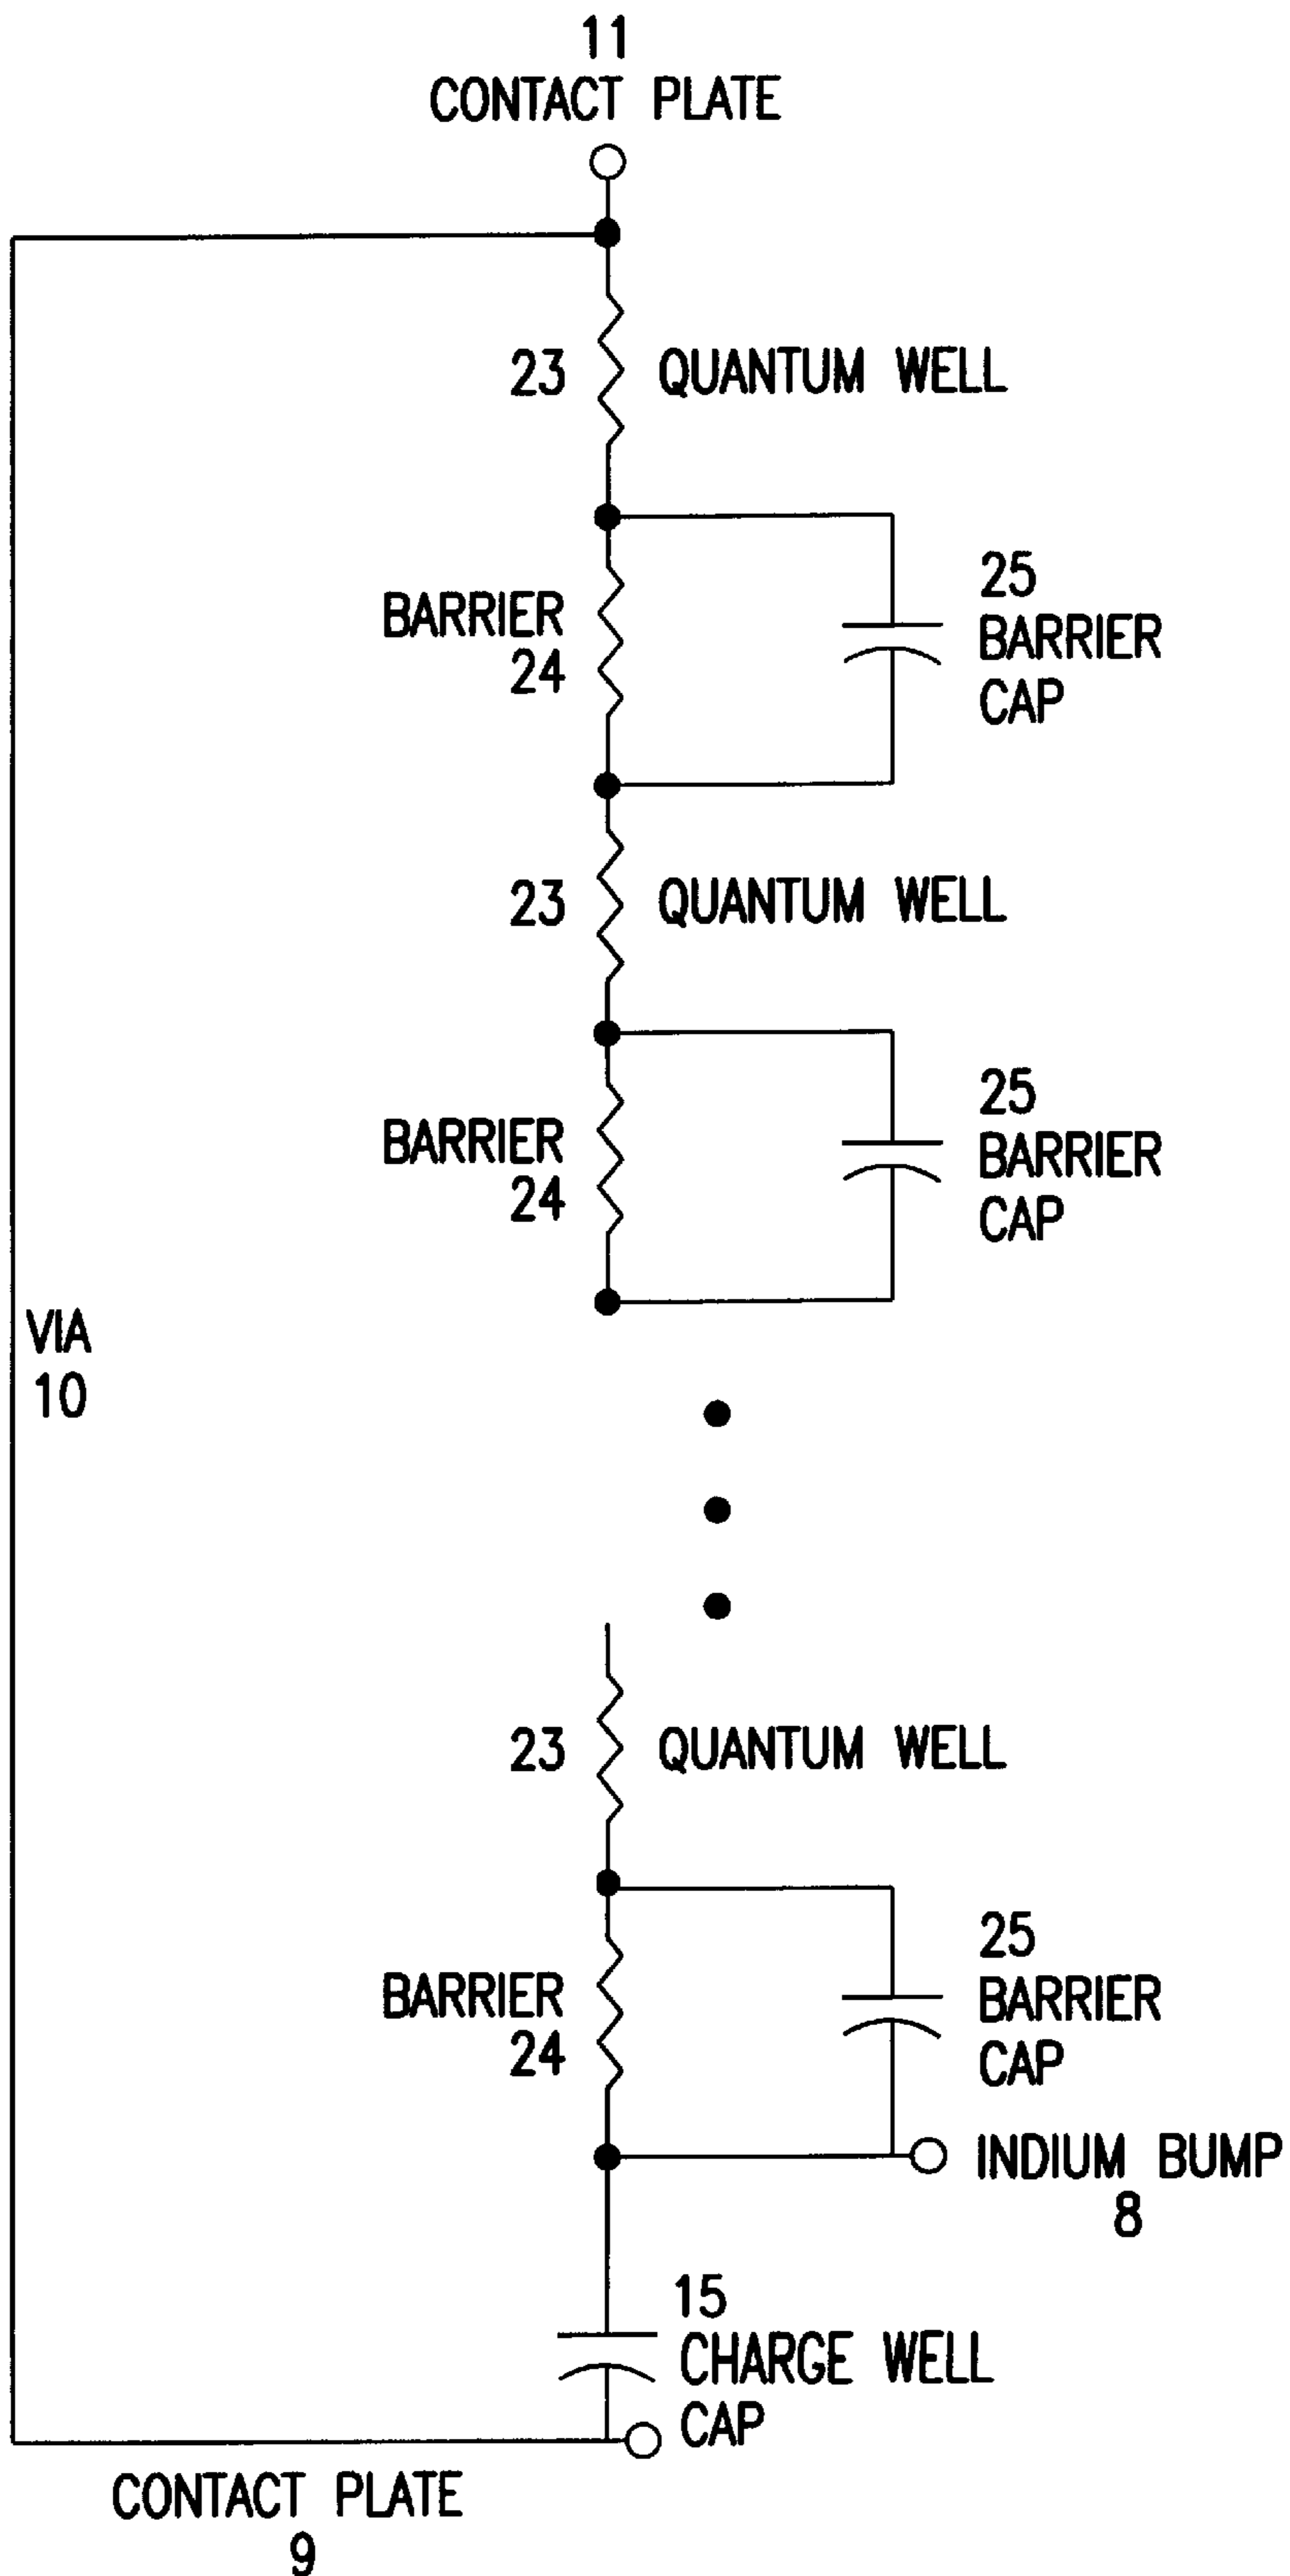 11
CONTACT PLATE
23 QUANTUM WELL
BARRIER
24
25
BARRIER
CAP
23 QUANTUM WELL
BARRIER
24
25
BARRIER
CAP
VIA
10
23 QUANTUM WELL
BARRIER
24
25
BARRIER
CAP
INDIUM BUMP
8
15
CHARGE WELL
CAP
CONTACT PLATE
9